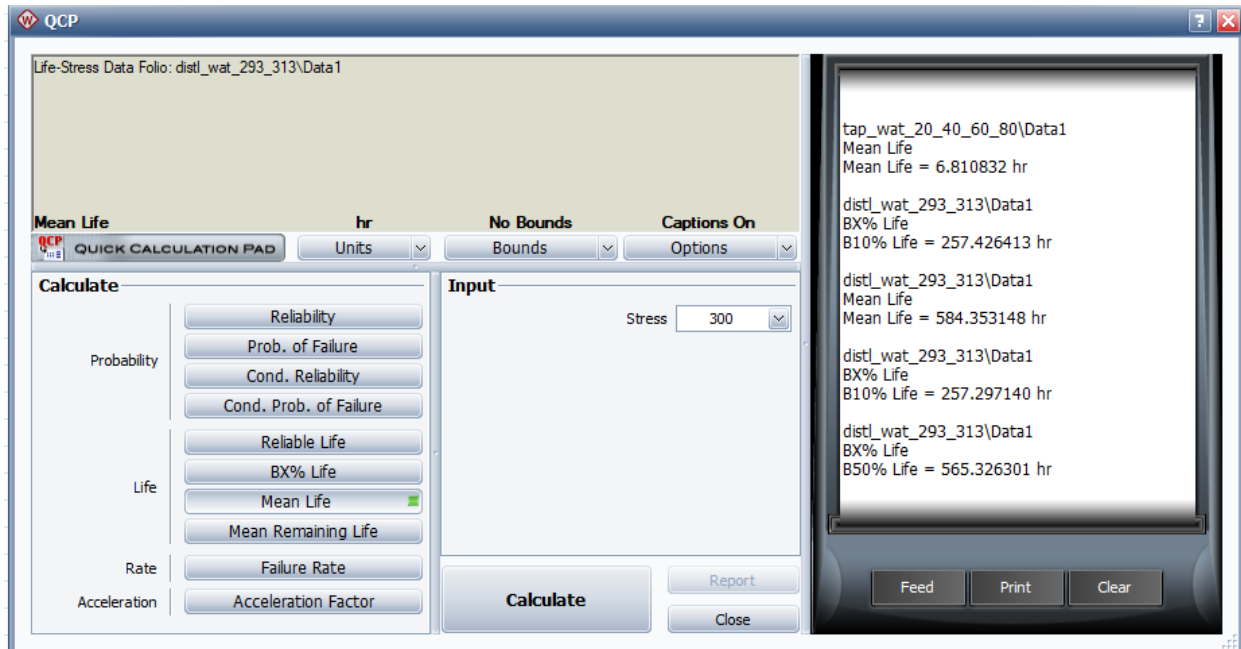 QCP
Life-Stress Data Folio: distl_wat_293_313\Data1
Mean Life hr No Bounds Captions On
QCP QUICK CALCULATION PAD Units Bounds Options
Calculate
Probability
Reliability
Prob. of Failure
Cond. Reliability
Cond. Prob. of Failure
Life
Reliable Life
BX% Life
Mean Life
Mean Remaining Life
Rate Failure Rate
Acceleration Acceleration Factor
Input
Stress 300
Calculate
Report
Close
tap_wat_20_40_60_80\Data1
Mean Life
Mean Life = 6.810832 hr
distl_wat_293_313\Data1
BX% Life
B10% Life = 257.426413 hr
distl_wat_293_313\Data1
Mean Life
Mean Life = 584.353148 hr
distl_wat_293_313\Data1
BX% Life
B10% Life = 257.297140 hr
distl_wat_293_313\Data1
BX% Life
B50% Life = 565.326301 hr
Feed Print Clear